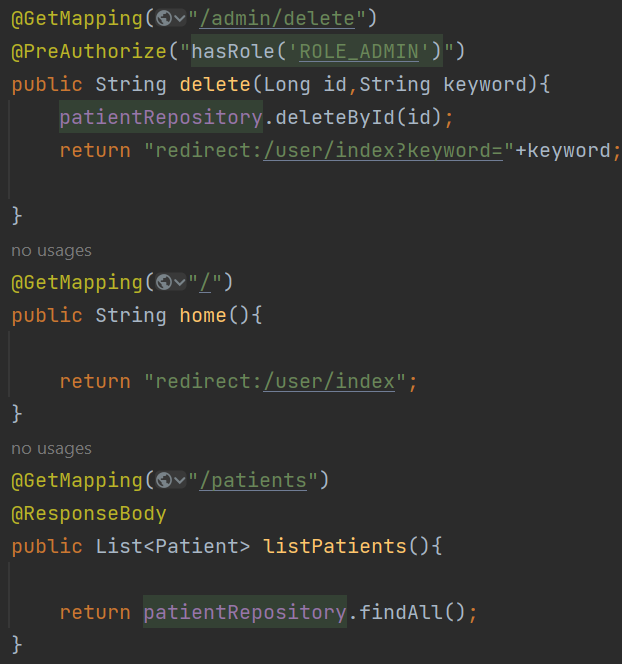 @GetMapping("/admin/delete")
@PreAuthorize("hasRole('ROLE_ADMIN')")
public String delete(Long id,String keyword){
patientRepository.deleteById(id);
return "redirect:/user/index?keyword="+keyword;
}
no usages
@GetMapping("/")
public String home(){
return "redirect:/user/index";
}
no usages
@GetMapping("/patients")
@ResponseBody
public List<Patient> listPatients(){
return patientRepository.findAll();
}